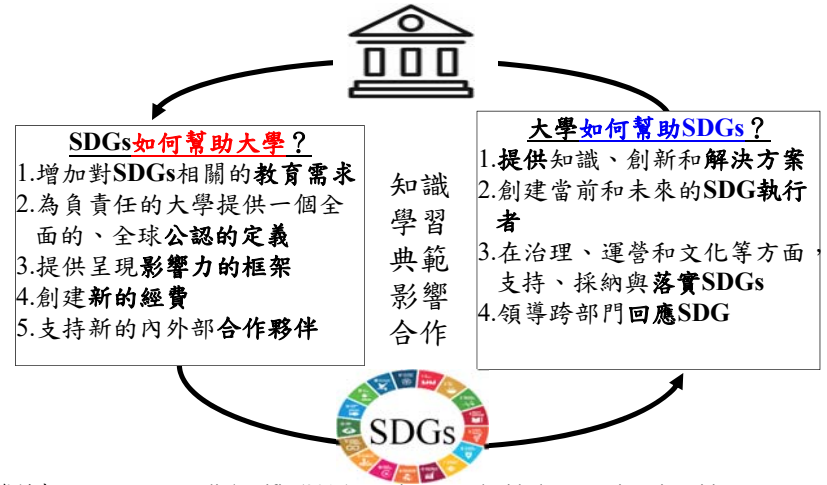 SDGs如何幫助大學？
1.增加對SDGs相關的教育需求
2.為負責任的大學提供一個全
面的、全球公認的定義
3.提供呈現影響力的框架
4.創建新的經費
5.支持新的內外部合作夥伴
知識
學習
典範
影響
合作
大學如何幫助SDGs？
1.提供知識、創新和解決方案
2.創建當前和未來的SDG執行
者
3.在治理、運營和文化等方面，
支持、採納與落實SDGs
4.領導跨部門回應SDG
SDGs